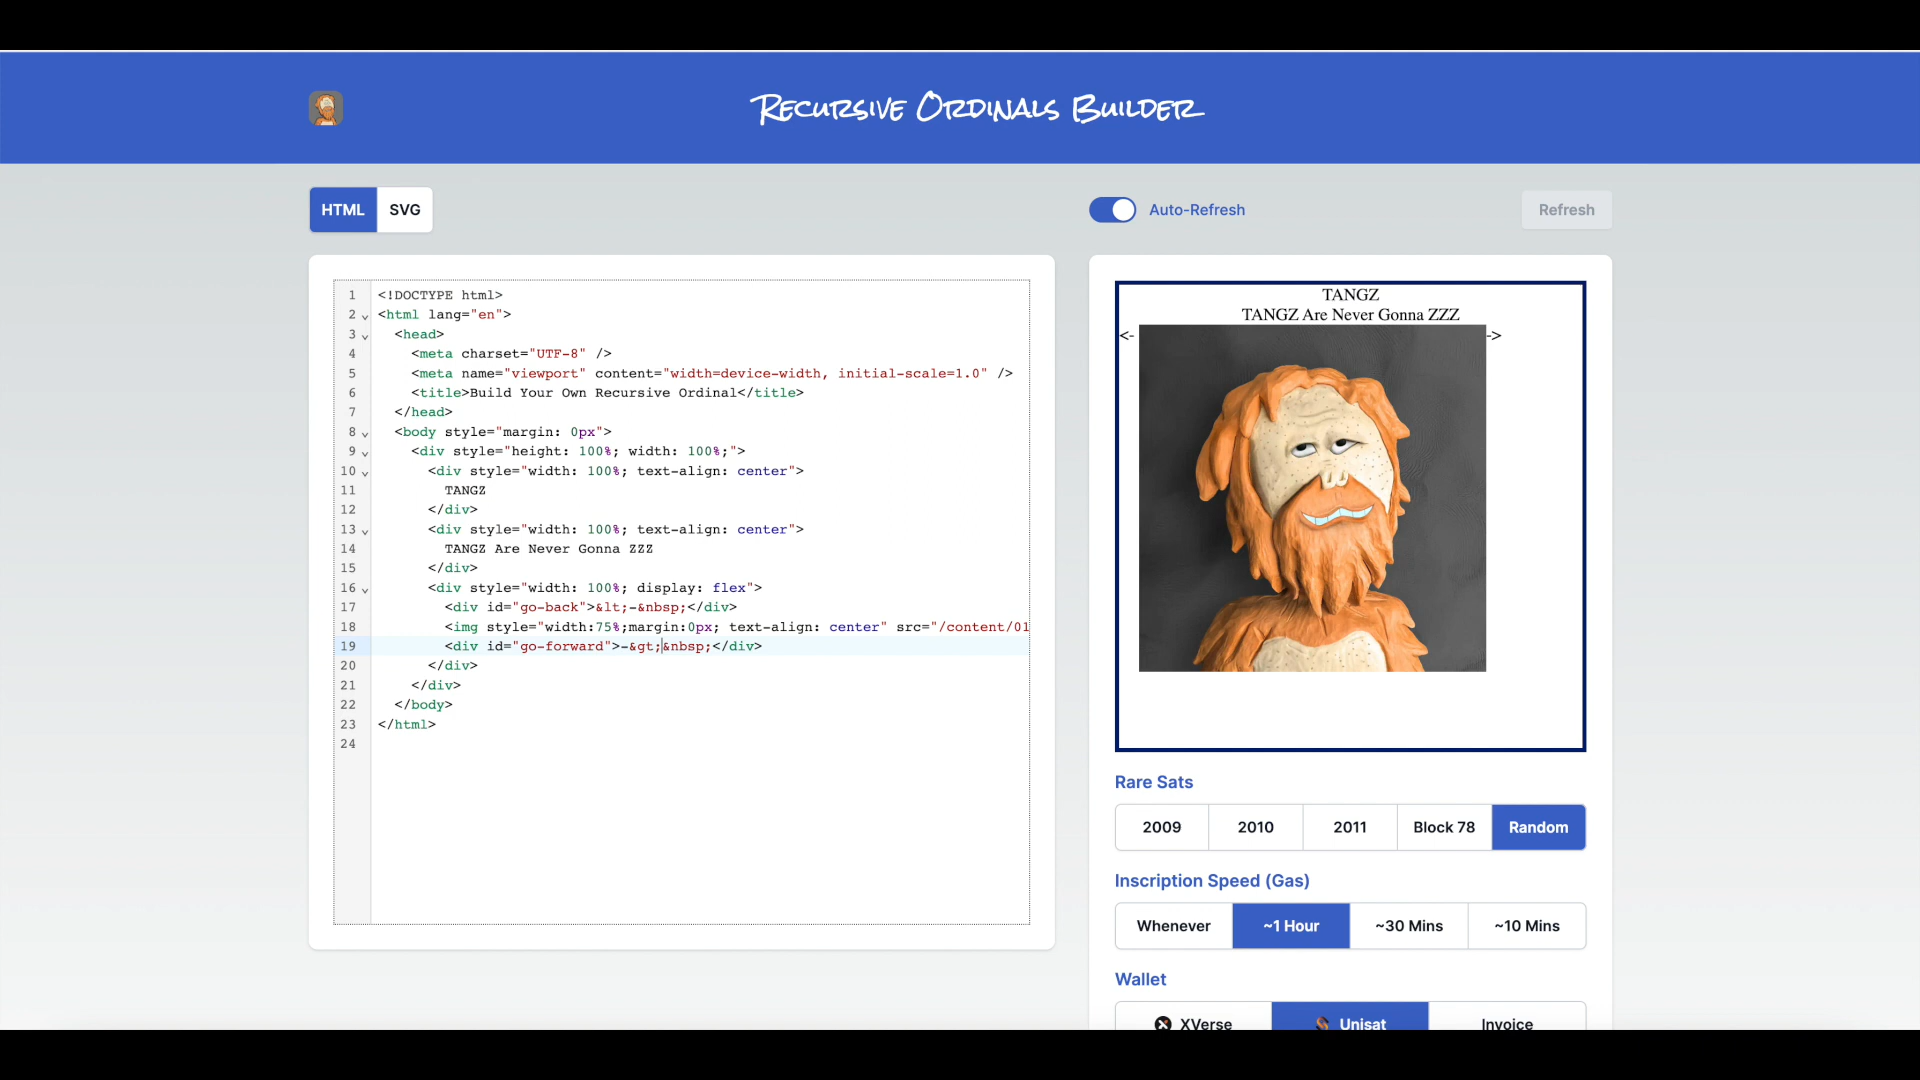 Recursive Ordinals Builder
HTML SVG
Auto-Refresh
Refresh
1 <!DOCTYPE html>
2 <html lang="en">
3 <head>
4 <meta charset="UTF-8" />
5 <meta name="viewport" content="width=device-width, initial-scale=1.0" />
6 <title>Build Your Own Recursive Ordinal</title>
7 </head>
8 <body style="margin: 0px">
9 <div style="height: 100%; width: 100%;">
10 <div style="width: 100%; text-align: center">
11 TANGZ
12 </div>
13 <div style="width: 100%; text-align: center">
14 TANGZ Are Never Gonna ZZZ
15 </div>
16 <div style="width: 100%; display: flex">
17 <div id="go-back">&lt;-&nbsp;</div>
18 <img style="width:75%;margin:0px; text-align: center" src="/content/01
19 <div id="go-forward">-&gt;&nbsp;</div>
20 </div>
21 </div>
22 </body>
23 </html>
24
TANGZ
TANGZ Are Never Gonna ZZZ
<- ->
Rare Sats
2009 2010 2011 Block 78 Random
Inscription Speed (Gas)
Whenever ~1 Hour ~30 Mins ~10 Mins
Wallet
XVerse Unisat Invoice